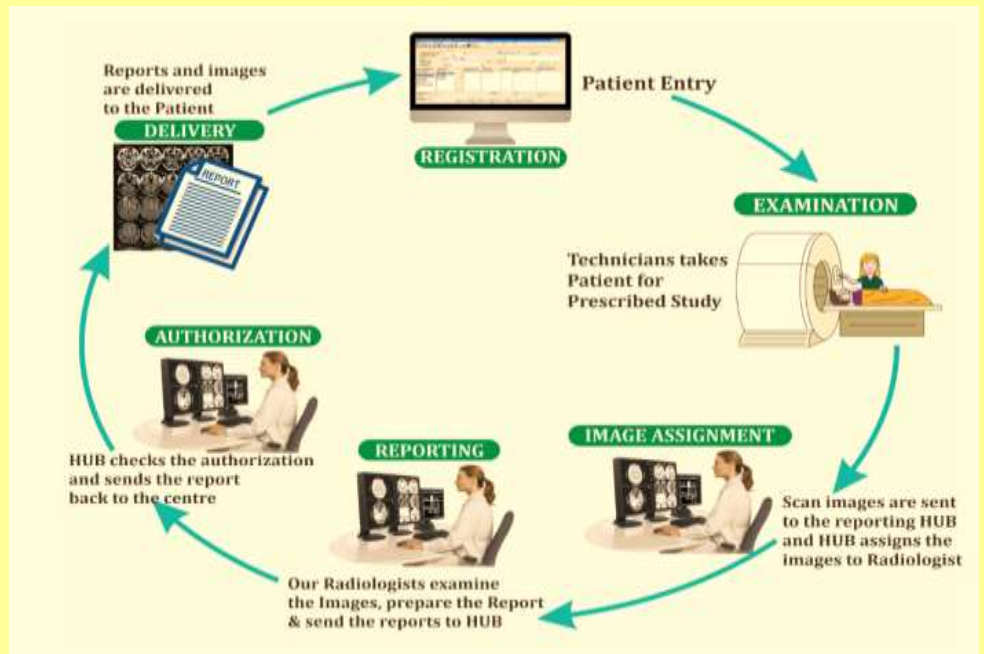 Patient Entry
REGISTRATION
EXAMINATION
Technicians takes
Patient for
Prescribed Study
IMAGE ASSIGNMENT
Scan images are sent
to the reporting HUB
and HUB assigns the
images to Radiologist
REPORTING
Our Radiologists examine
the Images, prepare the Report
& send the reports to HUB
AUTHORIZATION
HUB checks the authorization
and sends the report
back to the centre
Reports and images
are delivered
to the Patient
DELIVERY
REPORT